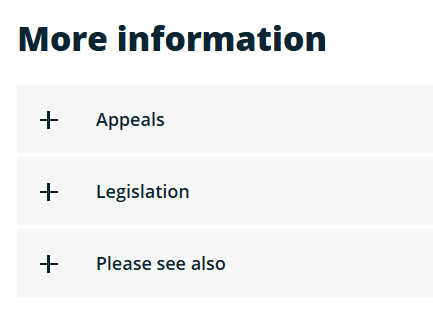 More information
Appeals
Legislation
Please see also